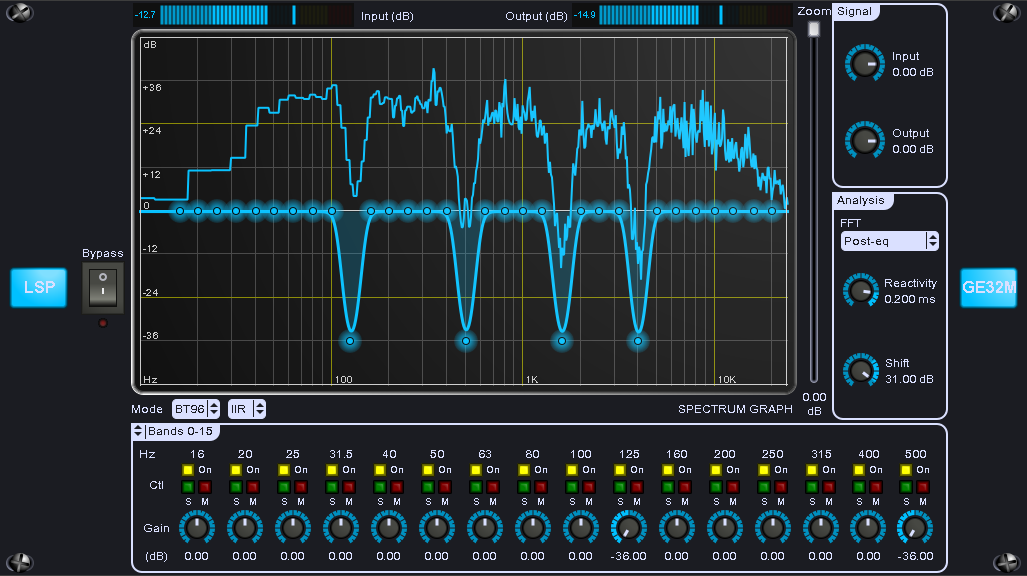 -12.7 Input (dB) Output (dB) -14.9 Zoom Signal
dB
+36
+24
+12
0
-12
-24
-36
Hz 100 1K 10K
Input
0.00 dB
Output
0.00 dB
Analysis
FFT
Post-eq
Reactivity
0.200 ms
Shift
31.00 dB
Bypass
LSP
GE32M
0.00
dB
Mode BT96 IIR SPECTRUM GRAPH
Bands 0-15
Hz 16 20 25 31.5 40 50 63 80 100 125 160 200 250 315 400 500
On On On On On On On On On On On On On On On On
Ctl
S M S M S M S M S M S M S M S M S M S M S M S M S M S M S M S M
Gain
(dB) 0.00 0.00 0.00 0.00 0.00 0.00 0.00 0.00 0.00 -36.00 0.00 0.00 0.00 0.00 0.00 -36.00